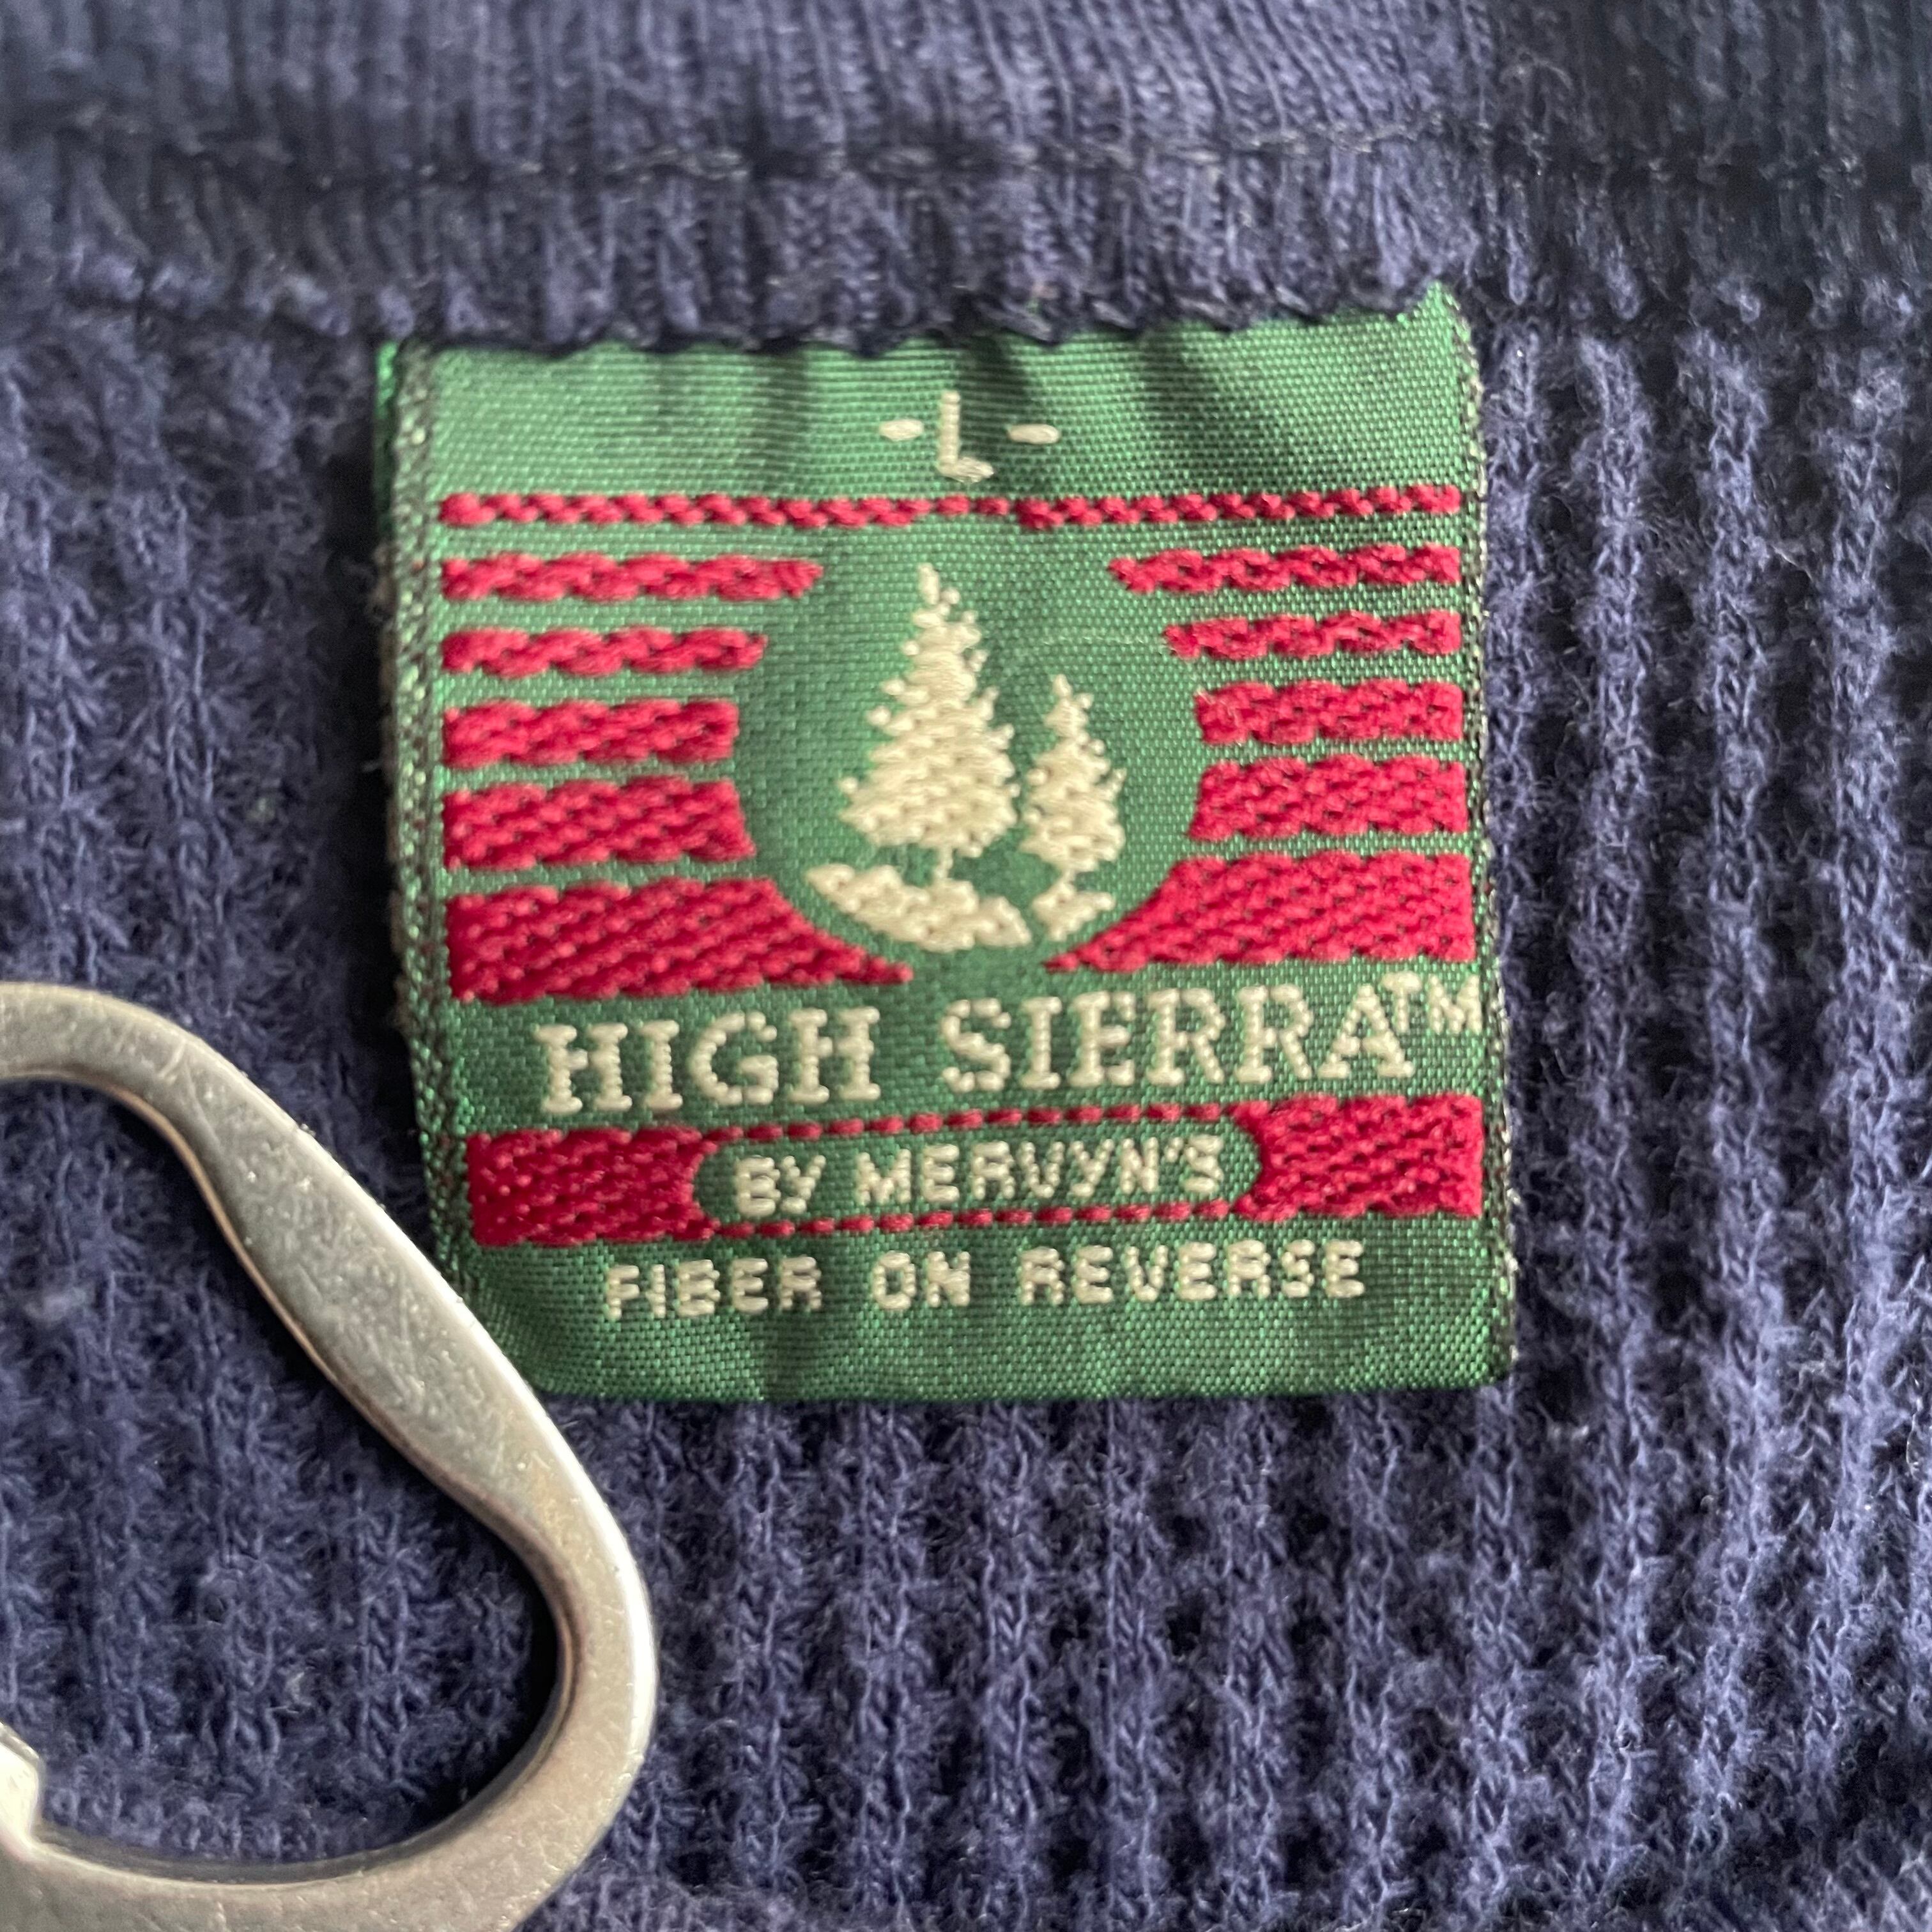 -L-
HIGH SIERRA™
BY MERVYN'S
FIBER ON REVERSE